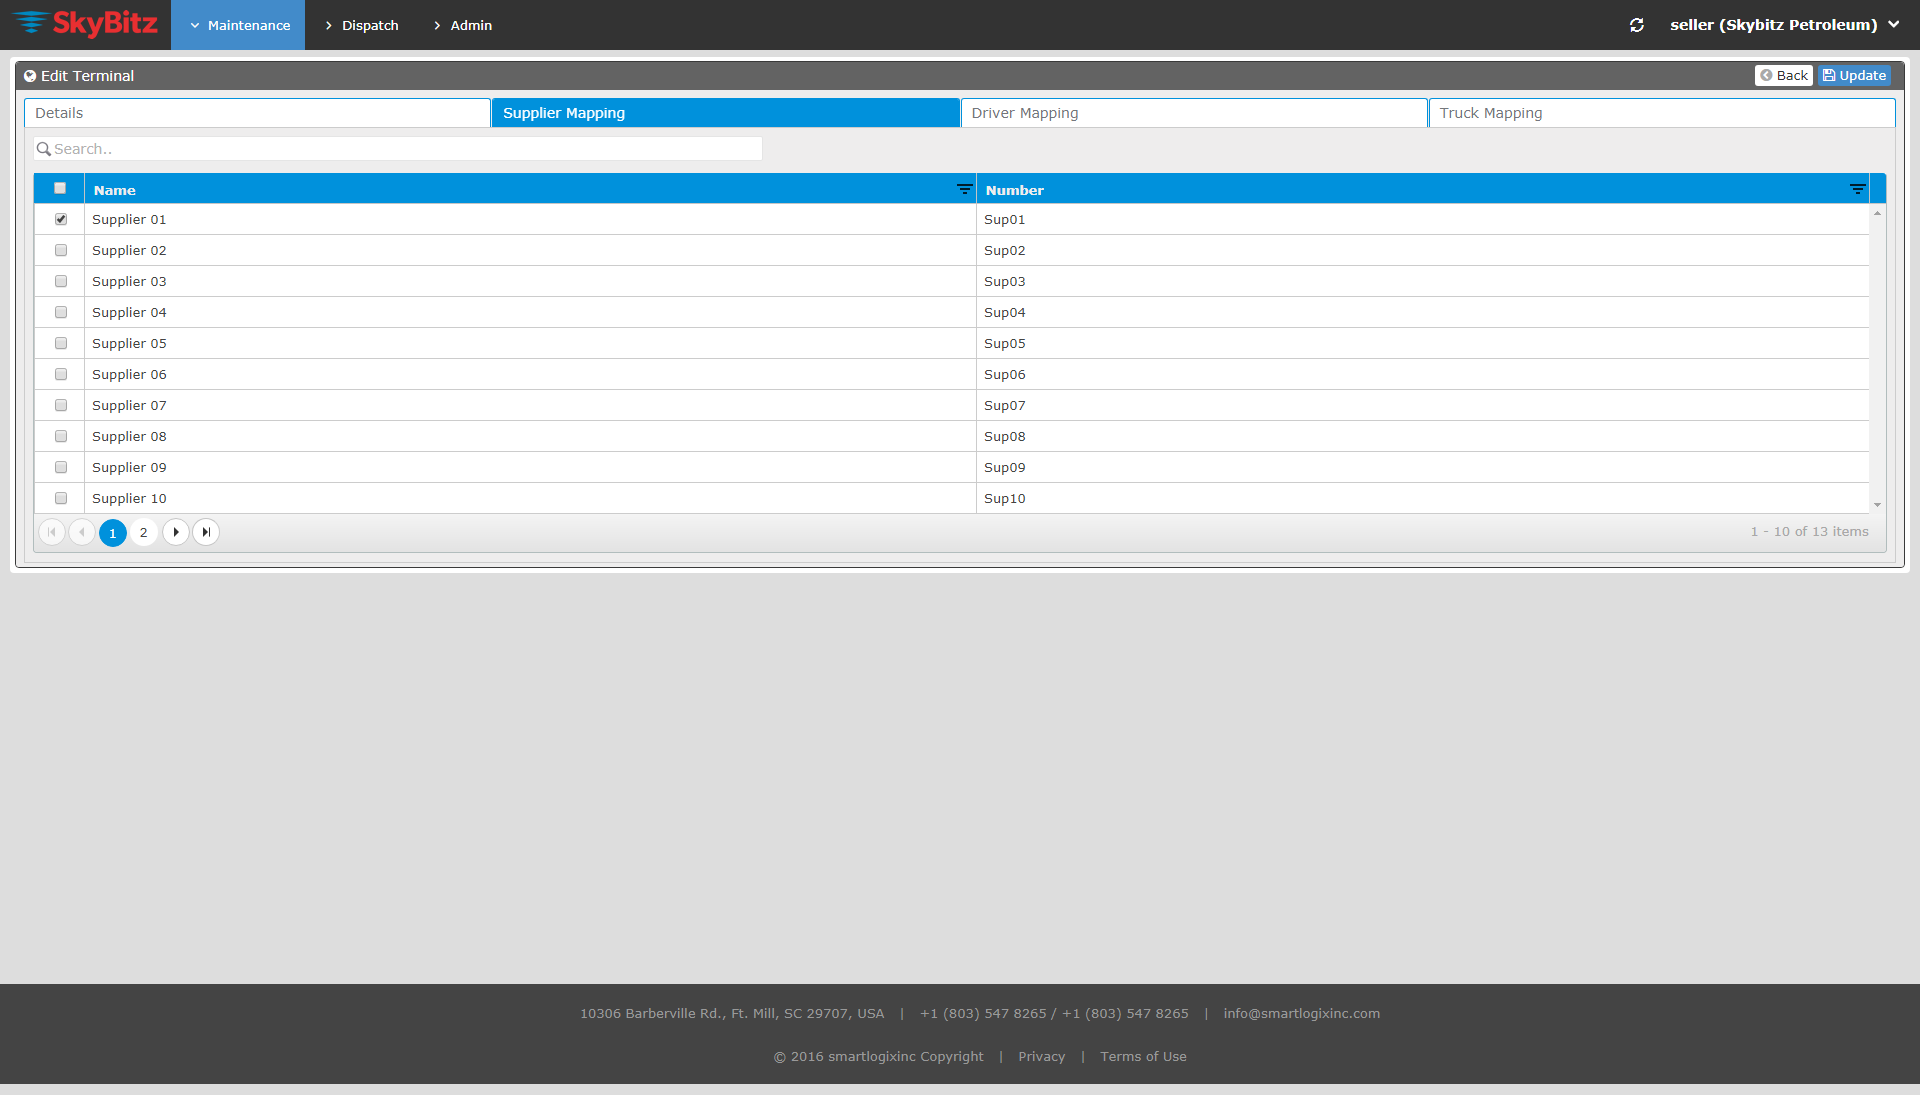 SkyBitz Maintenance Dispatch Admin seller (Skybitz Petroleum)
Edit Terminal Back Update
Details Supplier Mapping Driver Mapping Truck Mapping
Search..
Name Number
Supplier 01 Sup01
Supplier 02 Sup02
Supplier 03 Sup03
Supplier 04 Sup04
Supplier 05 Sup05
Supplier 06 Sup06
Supplier 07 Sup07
Supplier 08 Sup08
Supplier 09 Sup09
Supplier 10 Sup10
1 2 1 - 10 of 13 items
10306 Barberville Rd., Ft. Mill, SC 29707, USA | +1 (803) 547 8265 / +1 (803) 547 8265 | info@smartlogixinc.com
© 2016 smartlogixinc Copyright | Privacy | Terms of Use